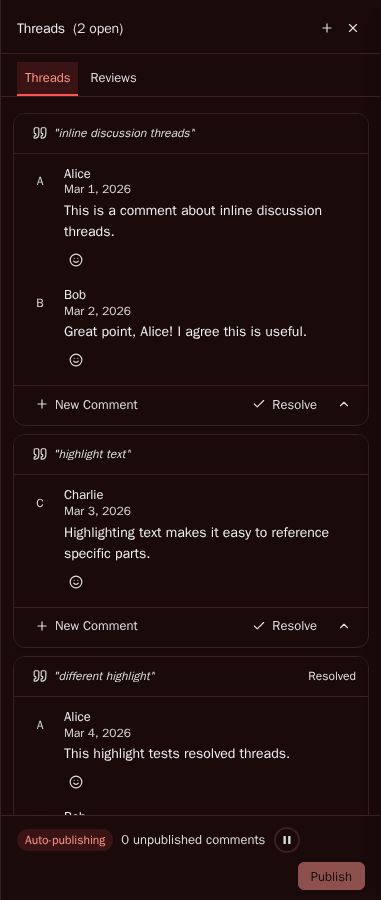 Threads (2 open)
Threads Reviews
"inline discussion threads"
A
Alice
Mar 1, 2026
This is a comment about inline discussion
threads.
B
Bob
Mar 2, 2026
Great point, Alice! I agree this is useful.
New Comment Resolve
"highlight text"
C
Charlie
Mar 3, 2026
Highlighting text makes it easy to reference
specific parts.
New Comment Resolve
"different highlight" Resolved
A
Alice
Mar 4, 2026
This highlight tests resolved threads.
Auto-publishing 0 unpublished comments
Publish